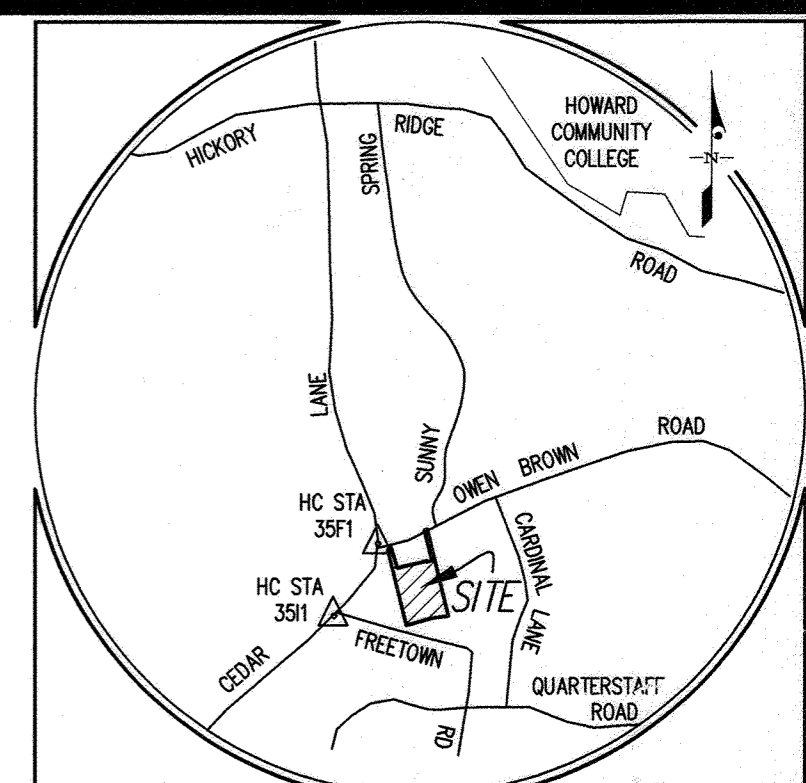 HOWARD
COMMUNITY
COLLEGE
N
HICKORY
RIDGE
SPRING
ROAD
LANE
SUNNY
OWEN BROWN
ROAD
HC STA
35F1
CARDINAL
LANE
SITE
HC STA
35I1
FREETOWN
CEDAR
QUARTERSTAFF
ROAD
RD